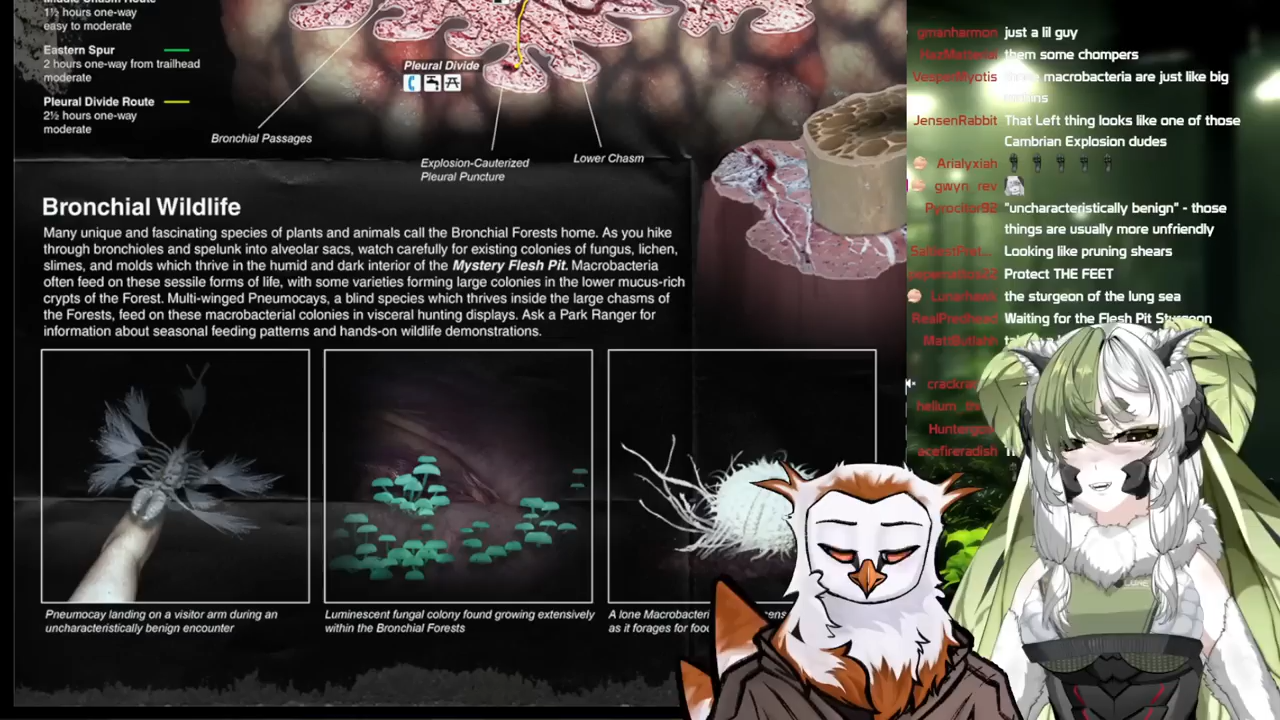 1½ hours one-way
easy to moderate
Eastern Spur
2 hours one-way from trailhead
moderate
Pleural Divide Route
2½ hours one-way
moderate
Pleural Divide
Bronchial Passages
Explosion-Cauterized
Pleural Puncture
Lower Chasm
Bronchial Wildlife
Many unique and fascinating species of plants and animals call the Bronchial Forests home. As you hike
through bronchioles and spelunk into alveolar sacs, watch carefully for existing colonies of fungus, lichen,
slimes, and molds which thrive in the humid and dark interior of the Mystery Flesh Pit. Macrobacteria
often feed on these sessile forms of life, with some varieties forming large colonies in the lower mucus-rich
crypts of the Forest. Multi-winged Pneumocays, a blind species which thrives inside the large chasms of
the Forests, feed on these macrobacterial colonies in visceral hunting displays. Ask a Park Ranger for
information about seasonal feeding patterns and hands-on wildlife demonstrations.
Pneumocay landing on a visitor arm during an
uncharacteristically benign encounter
Luminescent fungal colony found growing extensively
within the Bronchial Forests
A lone Macrobacteri
as it forages for food
gmanharmon just a lil guy
them some chompers
macrobacteria are just like big
JensenRabbit That Left thing looks like one of those
Cambrian Explosion dudes
Arialyxiah
gwyn rev
Pyrocitor92 "uncharacteristically benign" - those
things are usually more unfriendly
Looking like pruning shears
Protect THE FEET
Lunarhawk the sturgeon of the lung sea
RealPredhead Waiting for the Flesh Pit Sturgeon
acefireradish